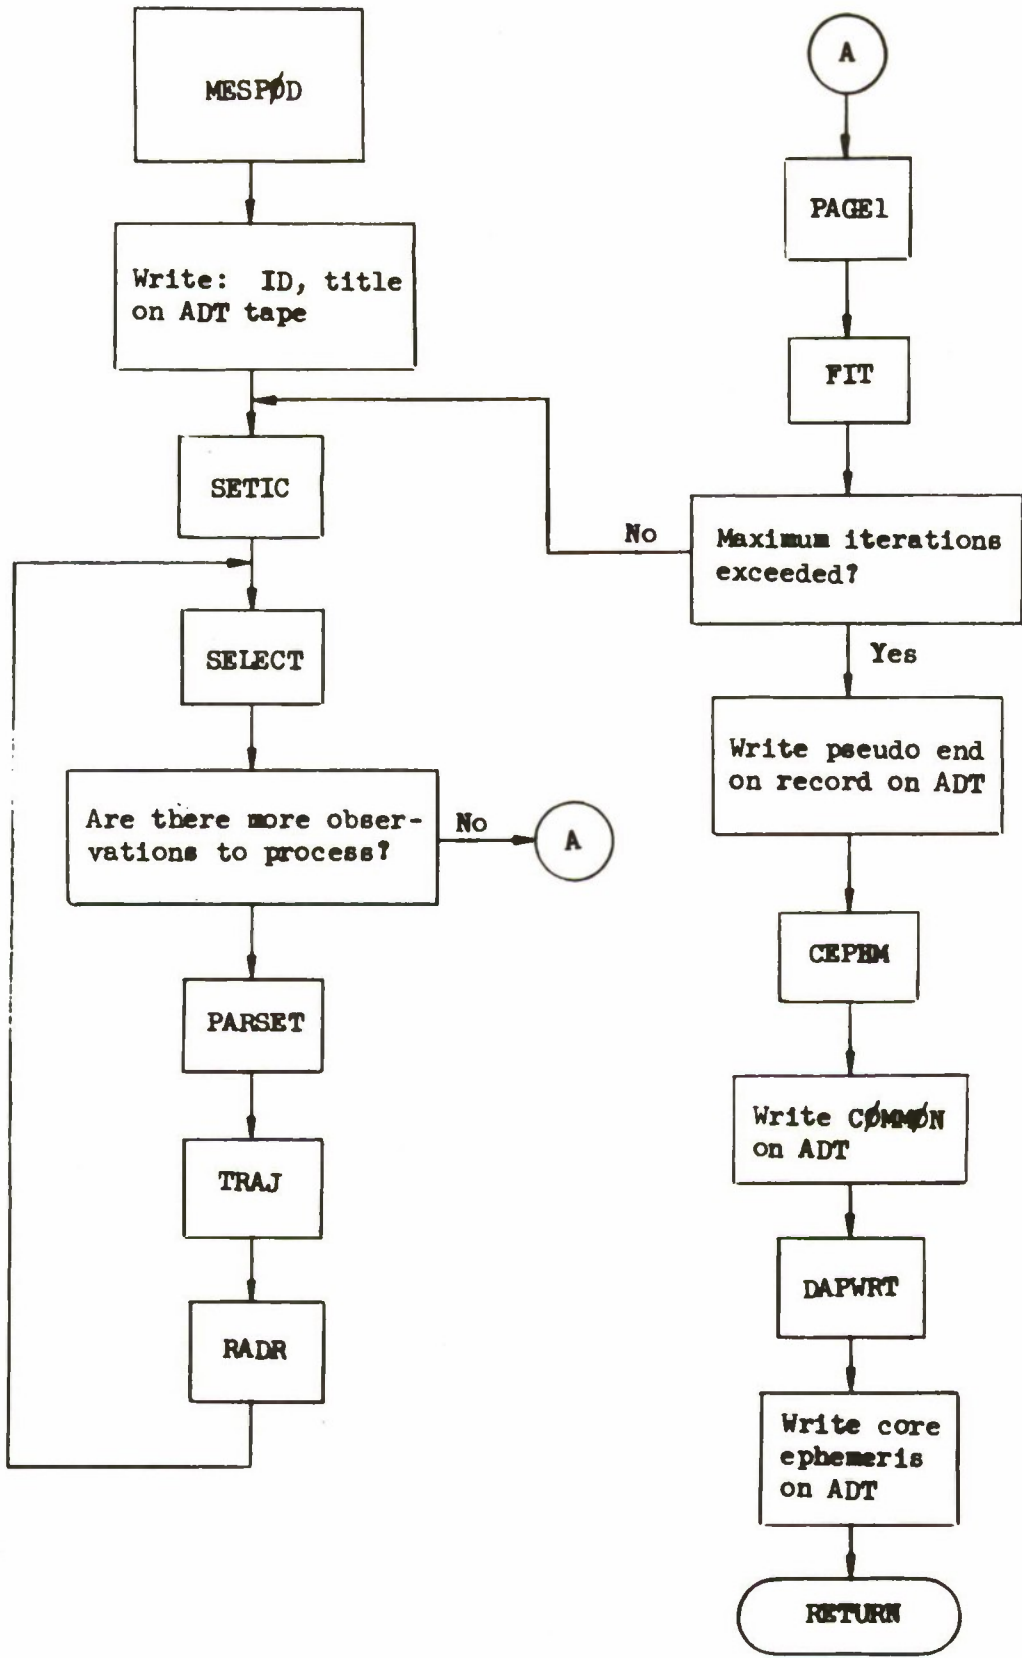 MESPØD
Write: ID, title
on ADT tape
SETIC
SELECT
Are there more obser-
vations to process?
No
A
PARSET
TRAJ
RADR
A
PAGE1
FIT
Maximum iterations
exceeded?
No
Yes
Write pseudo end
on record on ADT
CEPHM
Write CØMMØN
on ADT
DAPWRT
Write core
ephemeris
on ADT
RETURN